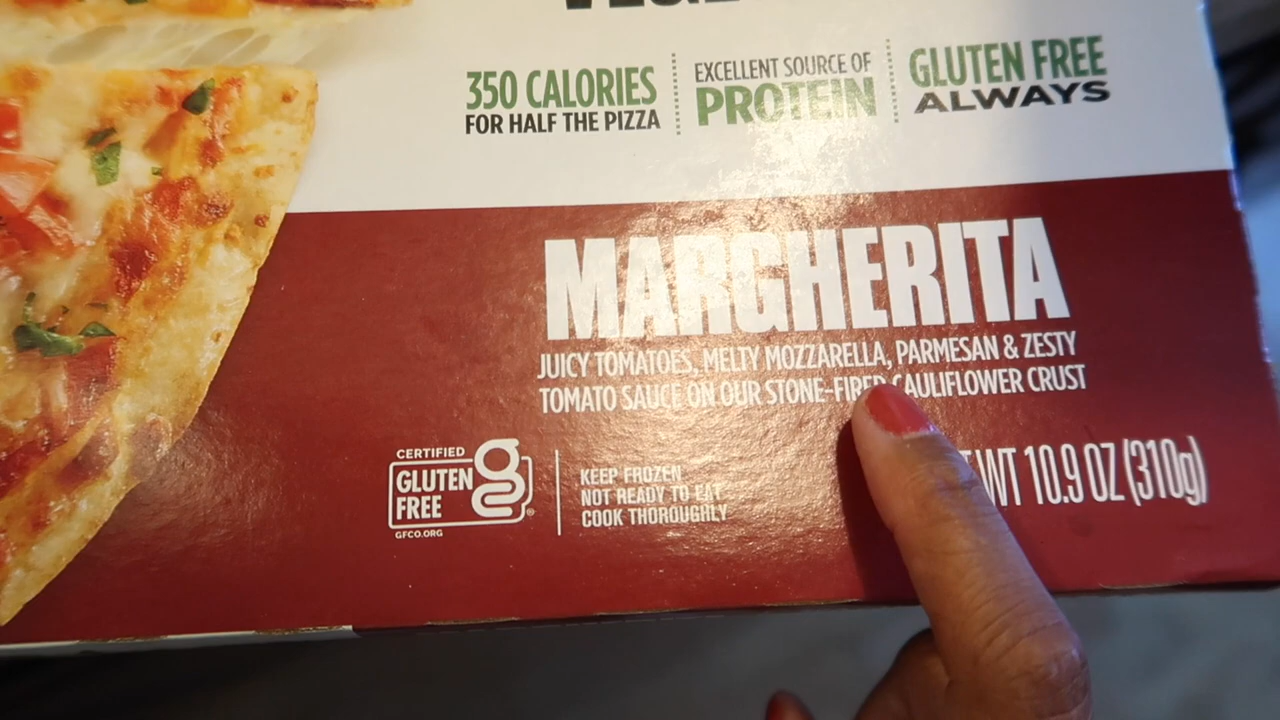 350 CALORIES
FOR HALF THE PIZZA
EXCELLENT SOURCE OF
PROTEIN
GLUTEN FREE
ALWAYS
MARGHERITA
JUICY TOMATOES, MELTY MOZZARELLA, PARMESAN & ZESTY
TOMATO SAUCE ON OUR STONE-FIRED CAULIFLOWER CRUST
CERTIFIED
GLUTEN
FREE
g
®
GFCO.ORG
KEEP FROZEN
NOT READY TO EAT
COOK THOROUGHLY
WT 10.9 OZ (310g)